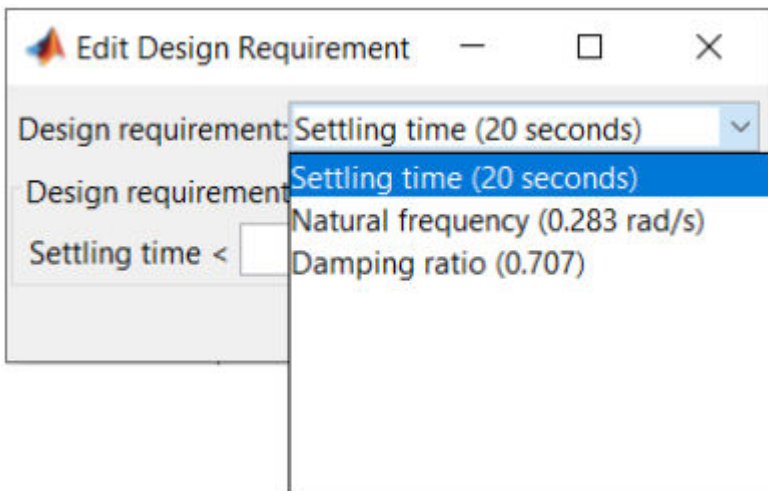 Edit Design Requirement
Design requirement: Settling time (20 seconds)
Settling time (20 seconds)
Design requirement
Natural frequency (0.283 rad/s)
Settling time <
Damping ratio (0.707)